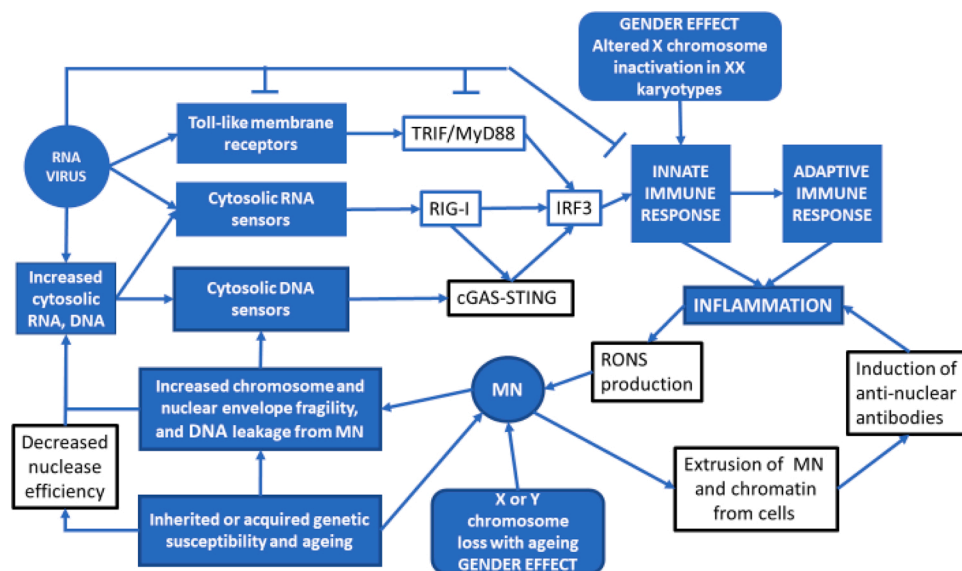 GENDER EFFECT
Altered X chromosome
inactivation in XX
karyotypes
RNA
VIRUS
Toll-like membrane
receptors
TRIF/MyD88
INNATE
IMMUNE
RESPONSE
ADAPTIVE
IMMUNE
RESPONSE
Cytosolic RNA
sensors
RIG-I
IRF3
Increased
cytosolic
RNA, DNA
Cytosolic DNA
sensors
cGAS-STING
INFLAMMATION
RONS
production
Induction of
anti-nuclear
antibodies
Increased chromosome and
nuclear envelope fragility,
and DNA leakage from MN
MN
Decreased
nuclease
efficiency
Extrusion of MN
and chromatin
from cells
Inherited or acquired genetic
susceptibility and ageing
X or Y
chromosome
loss with ageing
GENDER EFFECT